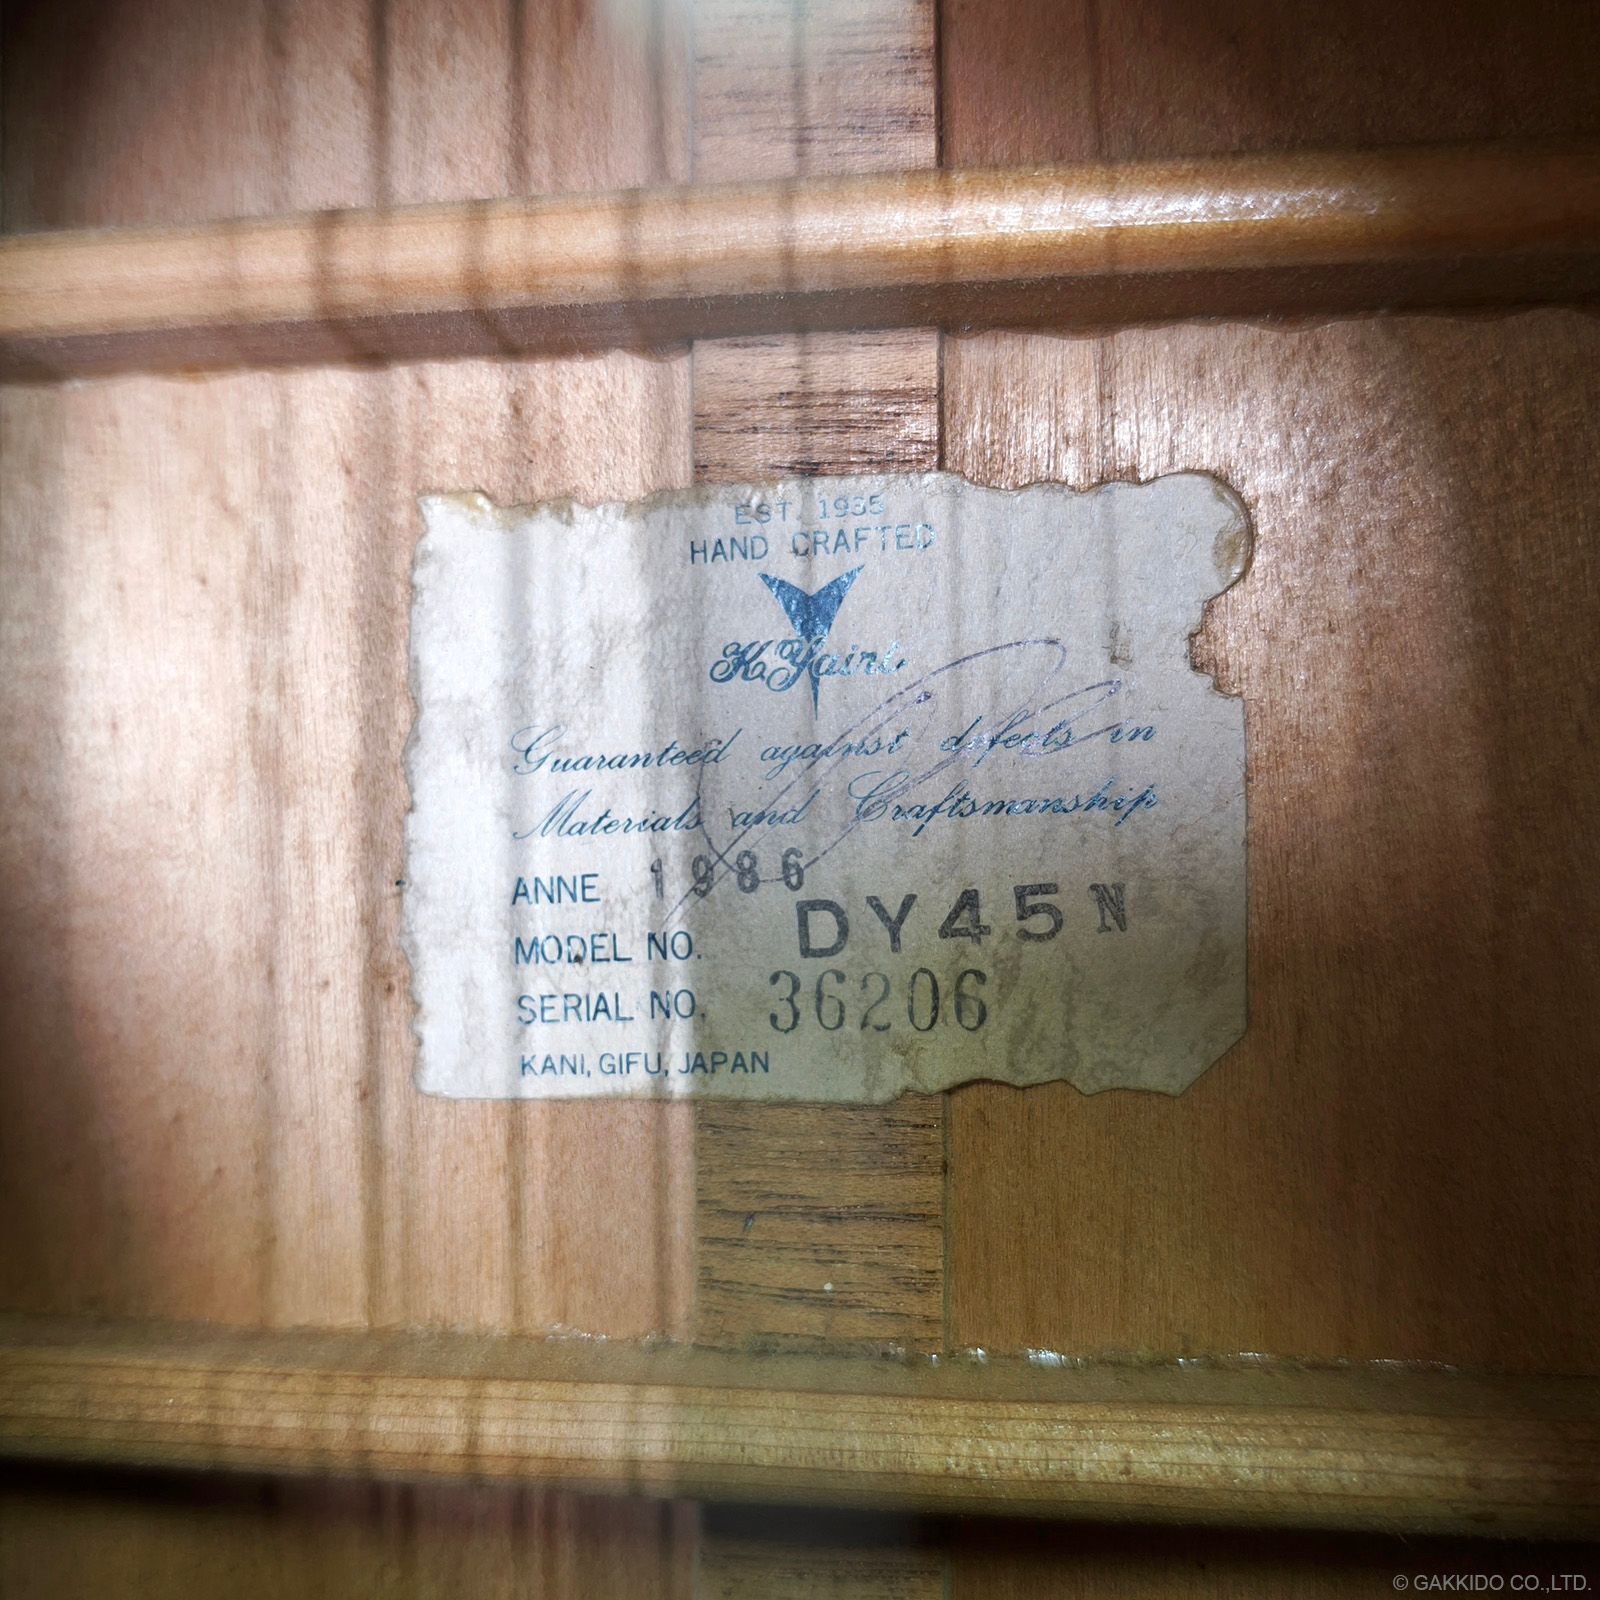 EST. 1935
HAND CRAFTED
K.Yairi
Guaranteed against defects in
Materials and Craftsmanship
ANNE 1986
MODEL NO. DY45N
SERIAL NO. 36206
KANI, GIFU, JAPAN
© GAKKIDO CO.,LTD.